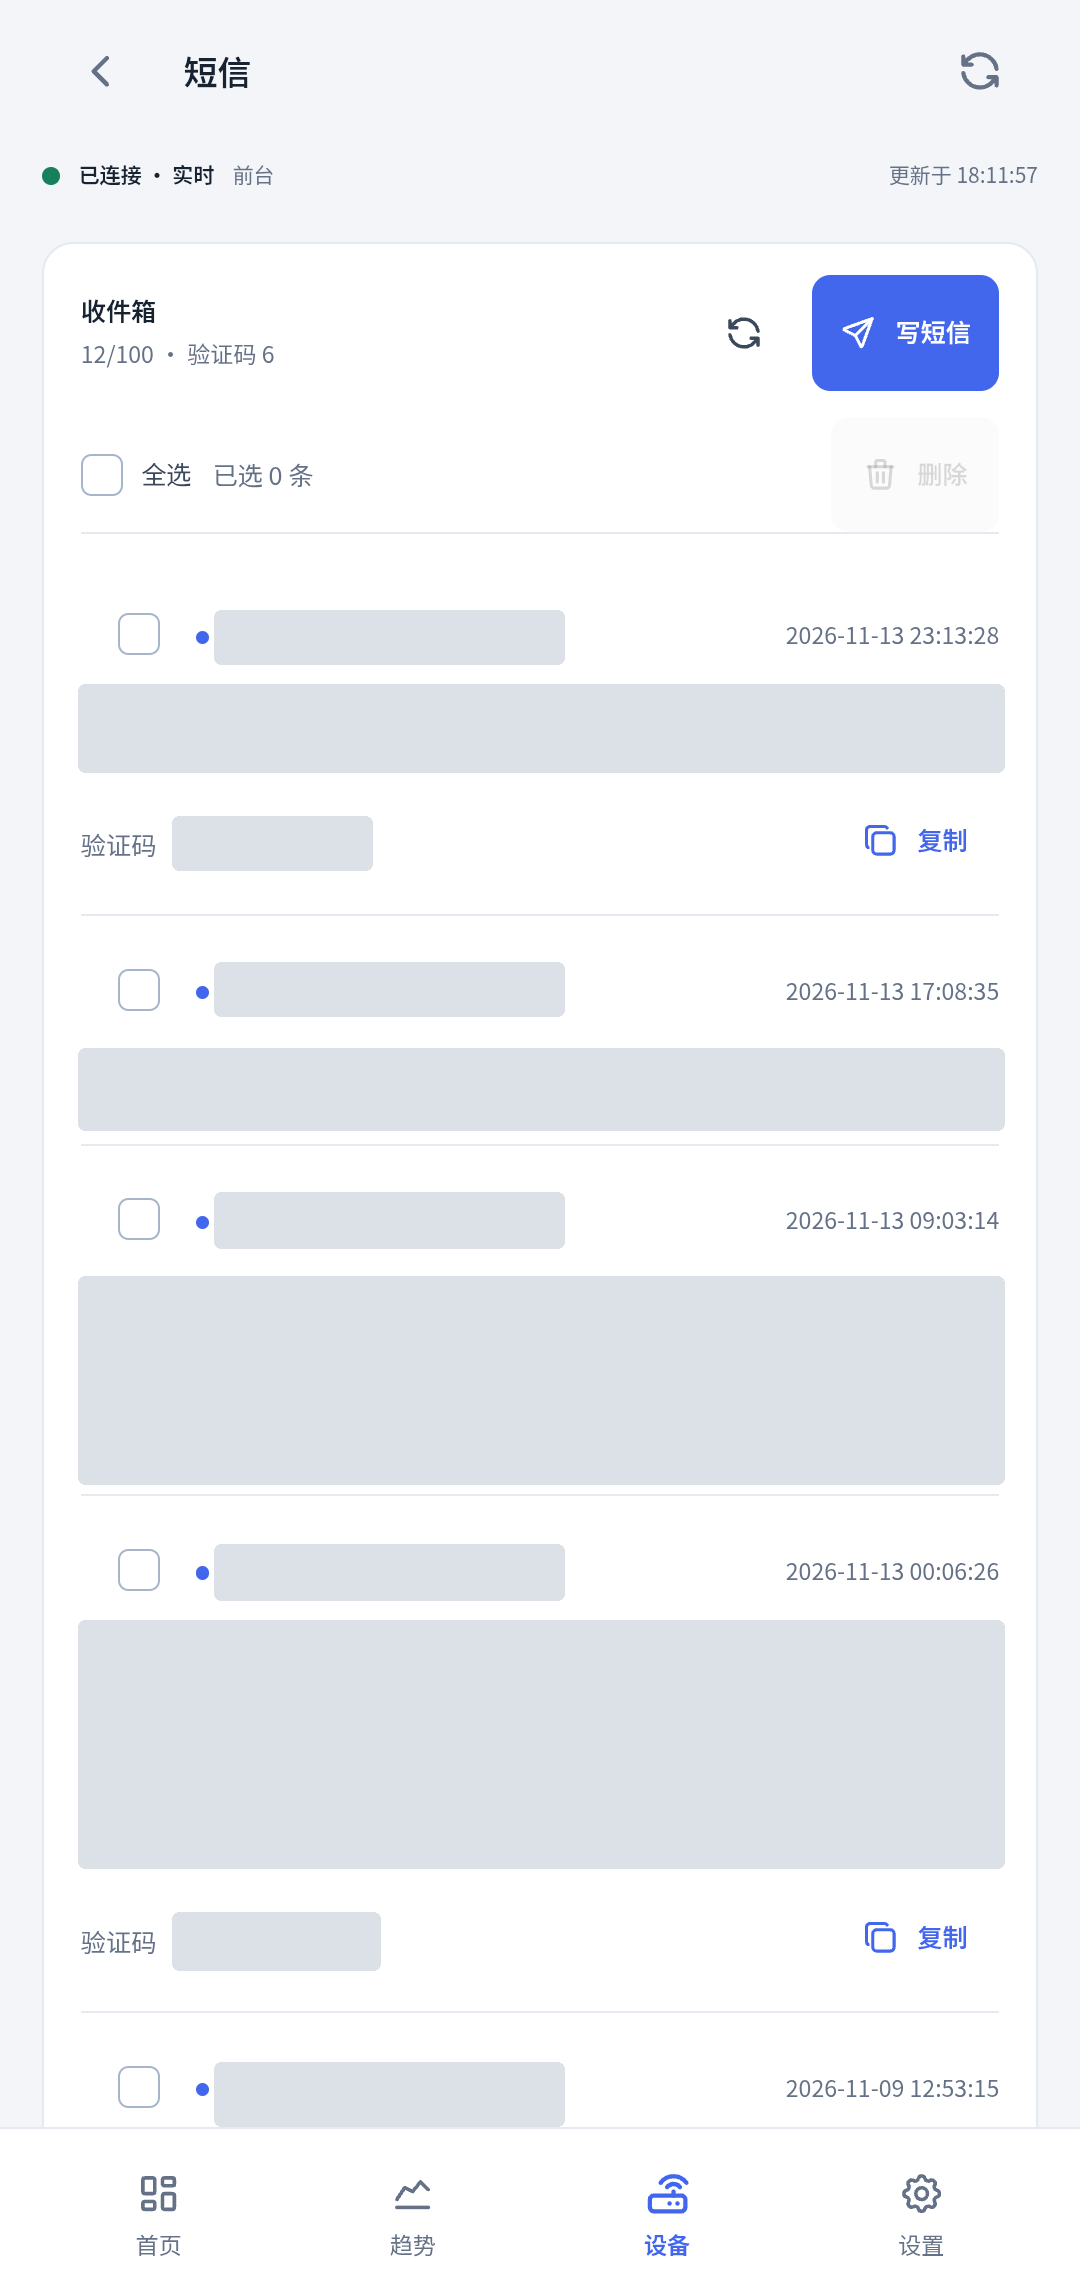 短信
已连接 • 实时 前台 更新于 18:11:57
收件箱
12/100 • 验证码 6
写短信
全选 已选 0 条 删除
2026-11-13 23:13:28
验证码 复制
2026-11-13 17:08:35
2026-11-13 09:03:14
2026-11-13 00:06:26
验证码 复制
2026-11-09 12:53:15
首页 趋势 设备 设置